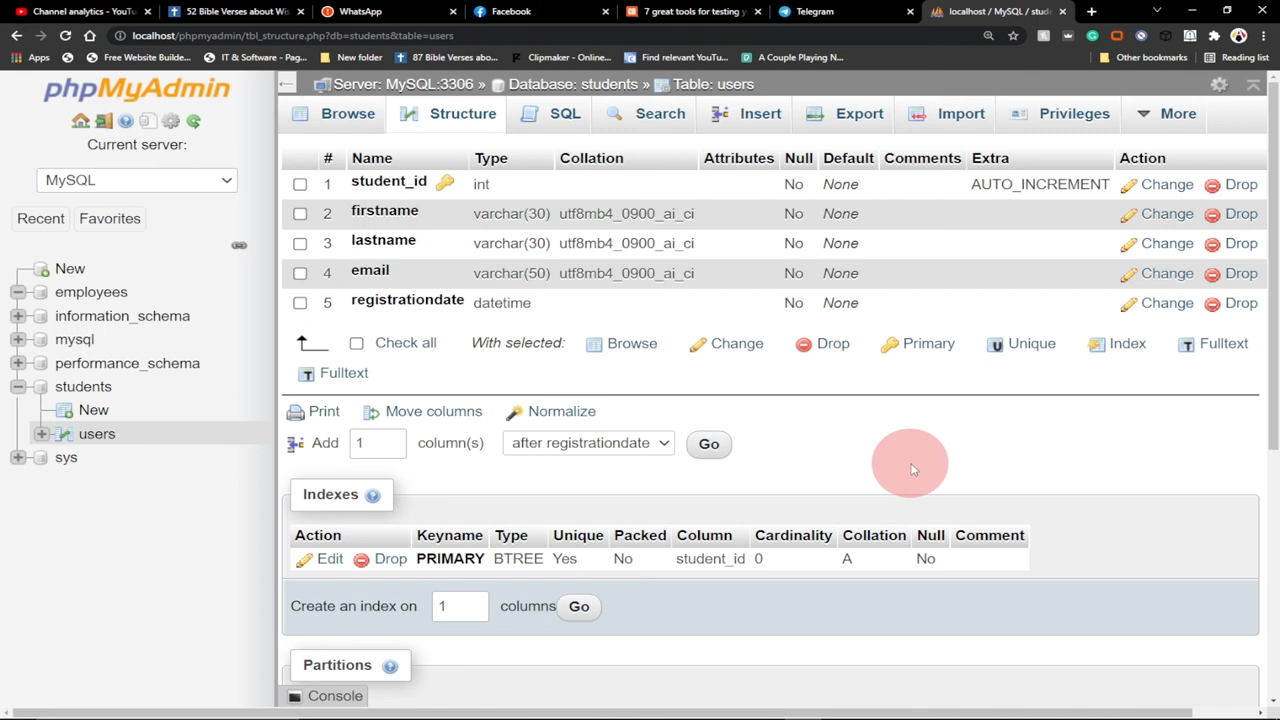 Channel analytics - YouTu
52 Bible Verses about Wis
WhatsApp
Facebook
7 great tools for testing y
Telegram
localhost / MySQL / stude
localhost/phpmyadmin/tbl_structure.php?db=students&table=users
Apps
Free Website Builde...
IT & Software - Pag...
New folder
87 Bible Verses abo...
Clipmaker - Online...
Find relevant YouTu...
A Couple Playing N...
Other bookmarks
Reading list
phpMyAdmin
Current server:
MySQL
Recent Favorites
New
employees
information_schema
mysql
performance_schema
students
New
users
sys
Server: MySQL:3306 » Database: students » Table: users
Browse Structure SQL Search Insert Export Import Privileges More
# Name Type Collation Attributes Null Default Comments Extra Action
1 student_id int No None AUTO_INCREMENT Change Drop
2 firstname varchar(30) utf8mb4_0900_ai_ci No None Change Drop
3 lastname varchar(30) utf8mb4_0900_ai_ci No None Change Drop
4 email varchar(50) utf8mb4_0900_ai_ci No None Change Drop
5 registrationdate datetime No None Change Drop
Check all With selected: Browse Change Drop Primary Unique Index Fulltext
Fulltext
Print Move columns Normalize
Add 1 column(s) after registrationdate Go
Indexes
Action Keyname Type Unique Packed Column Cardinality Collation Null Comment
Edit Drop PRIMARY BTREE Yes No student_id 0 A No
Create an index on 1 columns Go
Partitions
Console